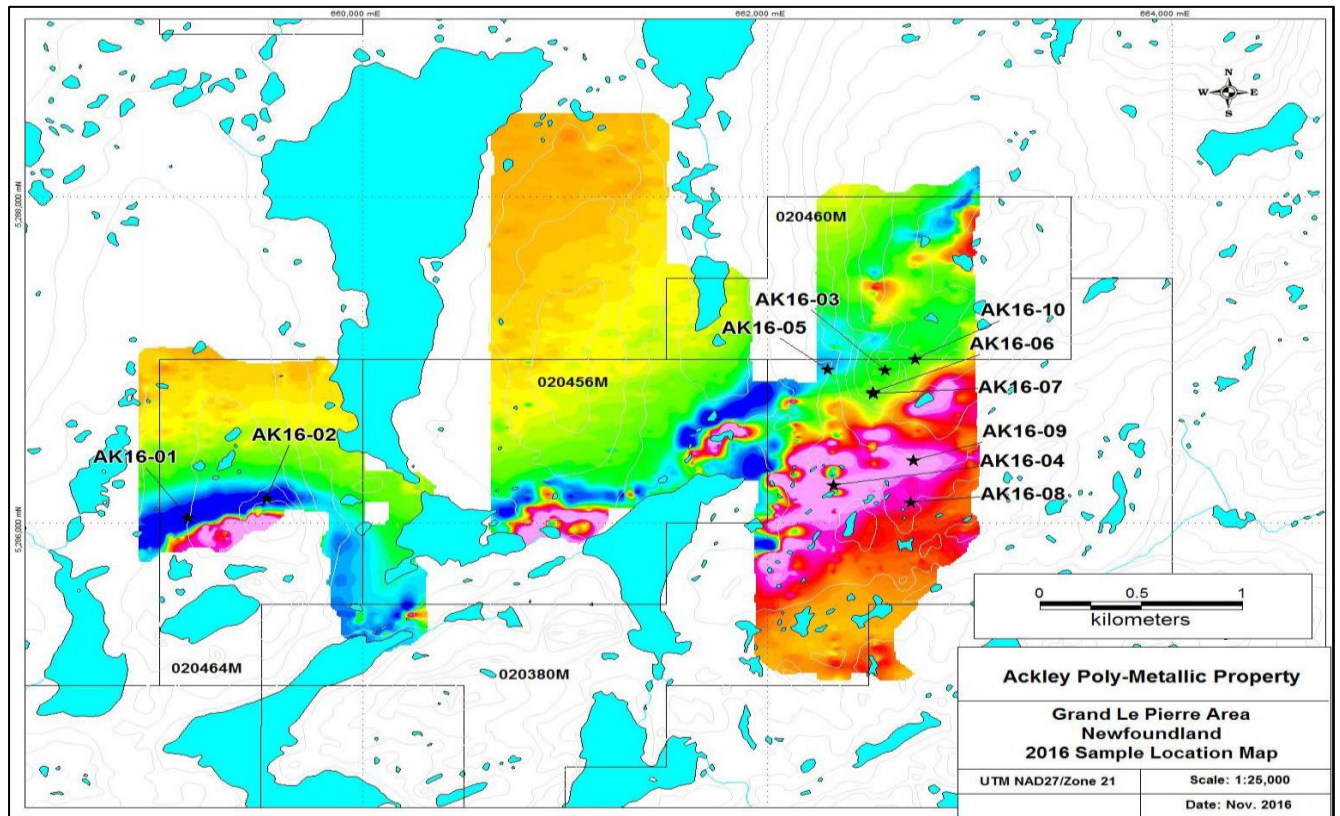 660,000 mE
662,000 mE
664,000 mE
N
W E
S
5,288,000 mN
020460M
AK16-03
AK16-10
AK16-05
AK16-06
020456M
AK16-07
AK16-02
AK16-01
AK16-09
AK16-04
AK16-08
5,286,000 mN
0 0.5 1
kilometers
020464M
020380M
Ackley Poly-Metallic Property
Grand Le Pierre Area
Newfoundland
2016 Sample Location Map
UTM NAD27/Zone 21
Scale: 1:25,000
Date: Nov. 2016